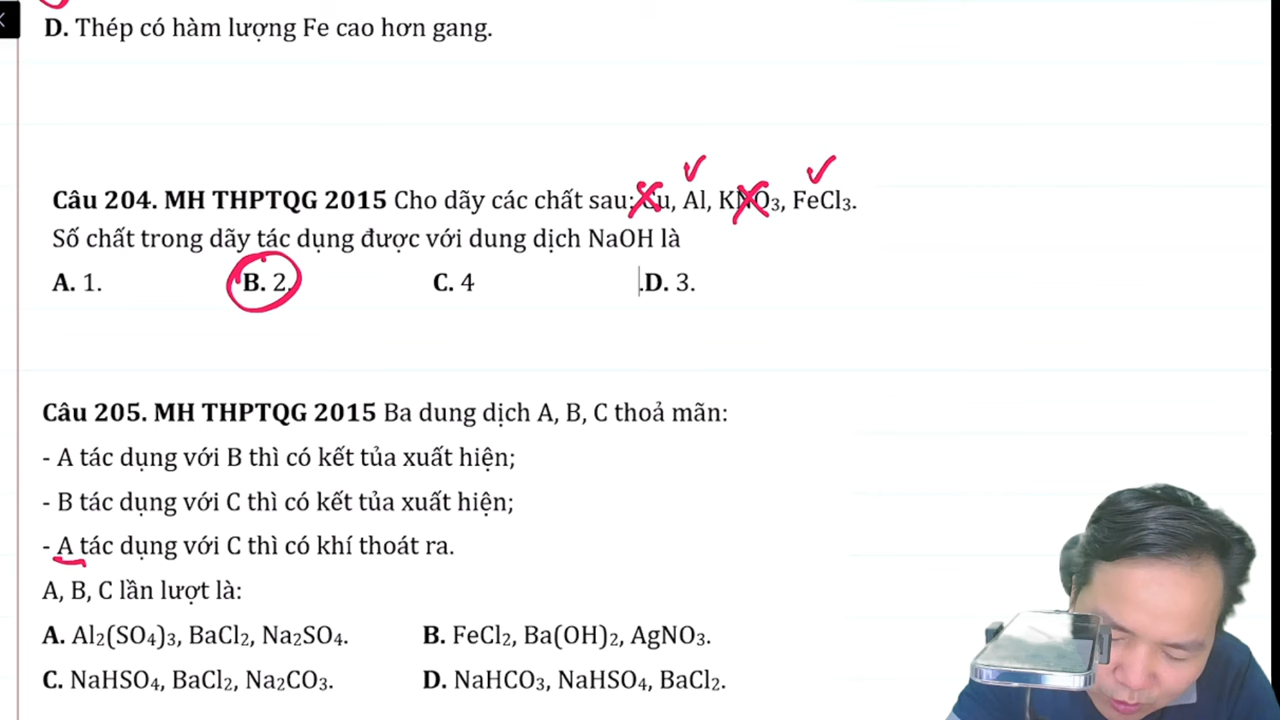 D. Thép có hàm lượng Fe cao hơn gang.
Câu 204. MH THPTQG 2015 Cho dãy các chất sau: Cu, Al, KNO₃, FeCl₃.
Số chất trong dãy tác dụng được với dung dịch NaOH là
A. 1. B. 2. C. 4 .D. 3.
Câu 205. MH THPTQG 2015 Ba dung dịch A, B, C thoả mãn:
- A tác dụng với B thì có kết tủa xuất hiện;
- B tác dụng với C thì có kết tủa xuất hiện;
- A tác dụng với C thì có khí thoát ra.
A, B, C lần lượt là:
A. Al₂(SO₄)₃, BaCl₂, Na₂SO₄. B. FeCl₂, Ba(OH)₂, AgNO₃.
C. NaHSO₄, BaCl₂, Na₂CO₃. D. NaHCO₃, NaHSO₄, BaCl₂.